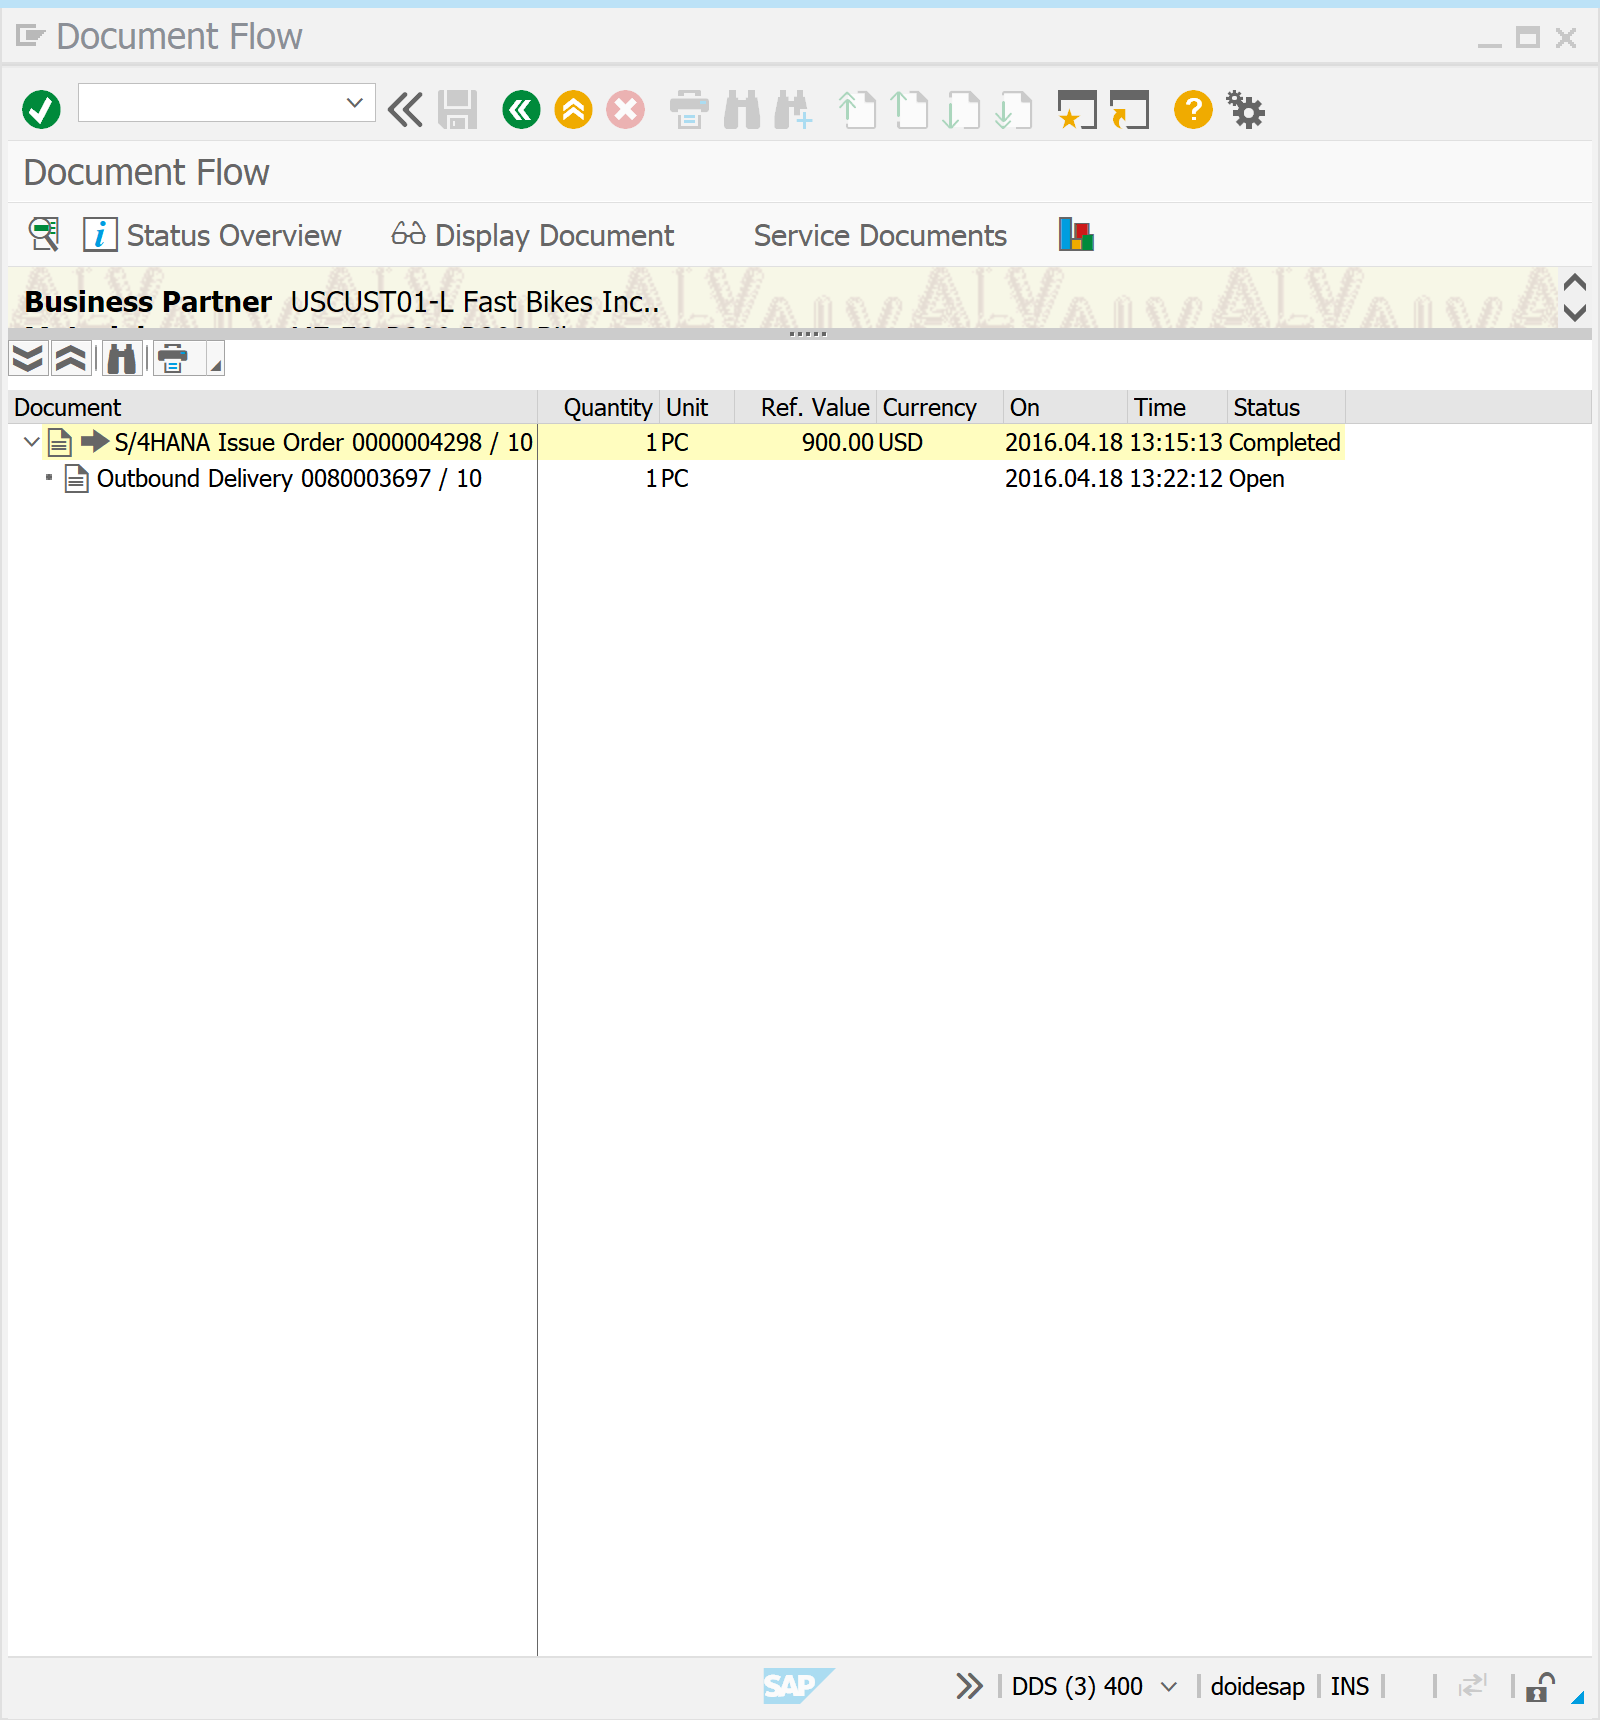 Document Flow
Document Flow
Status Overview Display Document Service Documents
Business Partner USCUST01-L Fast Bikes Inc..
Document Quantity Unit Ref. Value Currency On Time Status
S/4HANA Issue Order 0000004298 / 10 1 PC 900.00 USD 2016.04.18 13:15:13 Completed
Outbound Delivery 0080003697 / 10 1 PC 2016.04.18 13:22:12 Open
SAP DDS (3) 400 doidesap INS